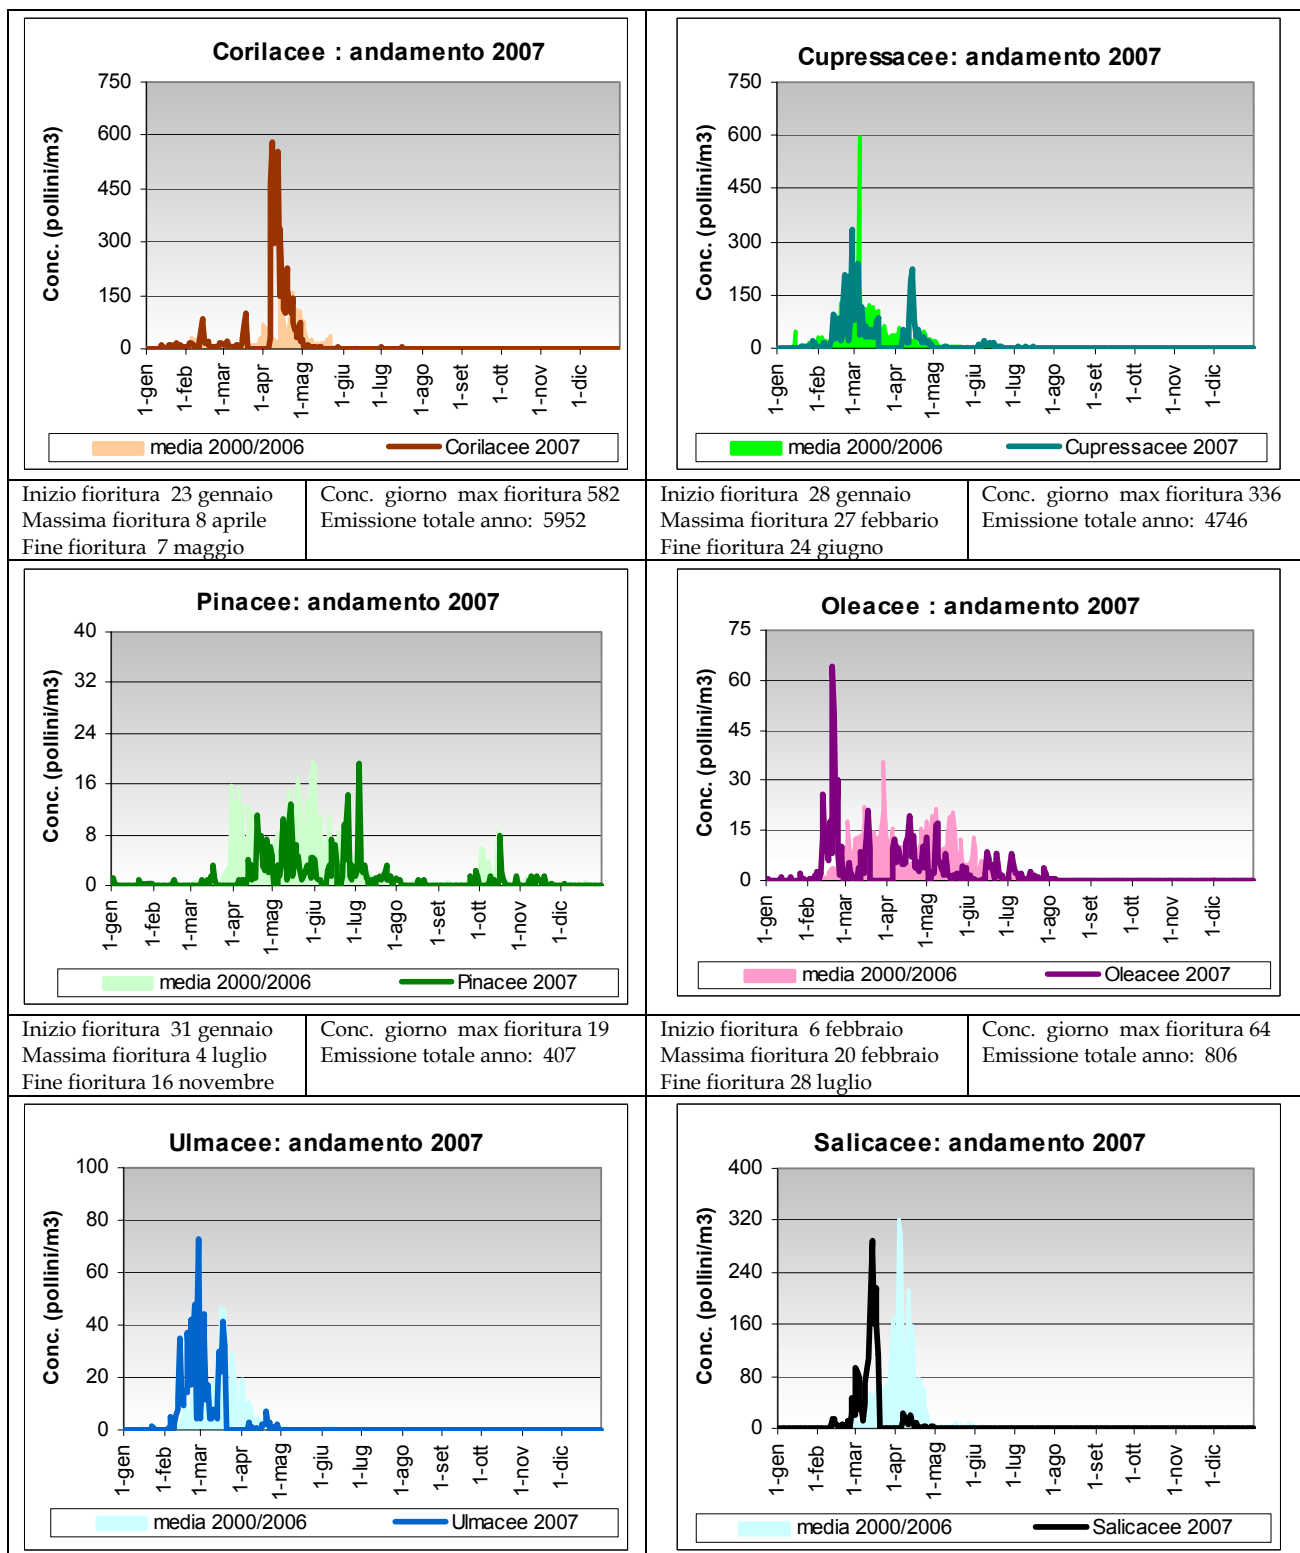 Corilacee : andamento 2007
Conc. (pollini/m3)
750
600
450
300
150
0
1-gen
1-feb
1-mar
1-apr
1-mag
1-giu
1-lug
1-ago
1-set
1-ott
1-nov
1-dic
media 2000/2006
Corilacee 2007
Cupressacee: andamento 2007
Conc. (pollini/m3)
750
600
450
300
150
0
1-gen
1-feb
1-mar
1-apr
1-mag
1-giu
1-lug
1-ago
1-set
1-ott
1-nov
1-dic
media 2000/2006
Cupressacee 2007
Inizio fioritura 23 gennaio
Massima fioritura 8 aprile
Fine fioritura 7 maggio
Conc. giorno max fioritura 582
Emissione totale anno: 5952
Inizio fioritura 28 gennaio
Massima fioritura 27 febbario
Fine fioritura 24 giugno
Conc. giorno max fioritura 336
Emissione totale anno: 4746
Pinacee: andamento 2007
Conc. (pollini/m3)
40
32
24
16
8
0
1-gen
1-feb
1-mar
1-apr
1-mag
1-giu
1-lug
1-ago
1-set
1-ott
1-nov
1-dic
media 2000/2006
Pinacee 2007
Oleacee : andamento 2007
Conc. (pollini/m3)
75
60
45
30
15
0
1-gen
1-feb
1-mar
1-apr
1-mag
1-giu
1-lug
1-ago
1-set
1-ott
1-nov
1-dic
media 2000/2006
Oleacee 2007
Inizio fioritura 31 gennaio
Massima fioritura 4 luglio
Fine fioritura 16 novembre
Conc. giorno max fioritura 19
Emissione totale anno: 407
Inizio fioritura 6 febbraio
Massima fioritura 20 febbraio
Fine fioritura 28 luglio
Conc. giorno max fioritura 64
Emissione totale anno: 806
Ulmacee: andamento 2007
Conc. (pollini/m3)
100
80
60
40
20
0
1-gen
1-feb
1-mar
1-apr
1-mag
1-giu
1-lug
1-ago
1-set
1-ott
1-nov
1-dic
media 2000/2006
Ulmacee 2007
Salicacee: andamento 2007
Conc. (pollini/m3)
400
320
240
160
80
0
1-gen
1-feb
1-mar
1-apr
1-mag
1-giu
1-lug
1-ago
1-set
1-ott
1-nov
1-dic
media 2000/2006
Salicacee 2007